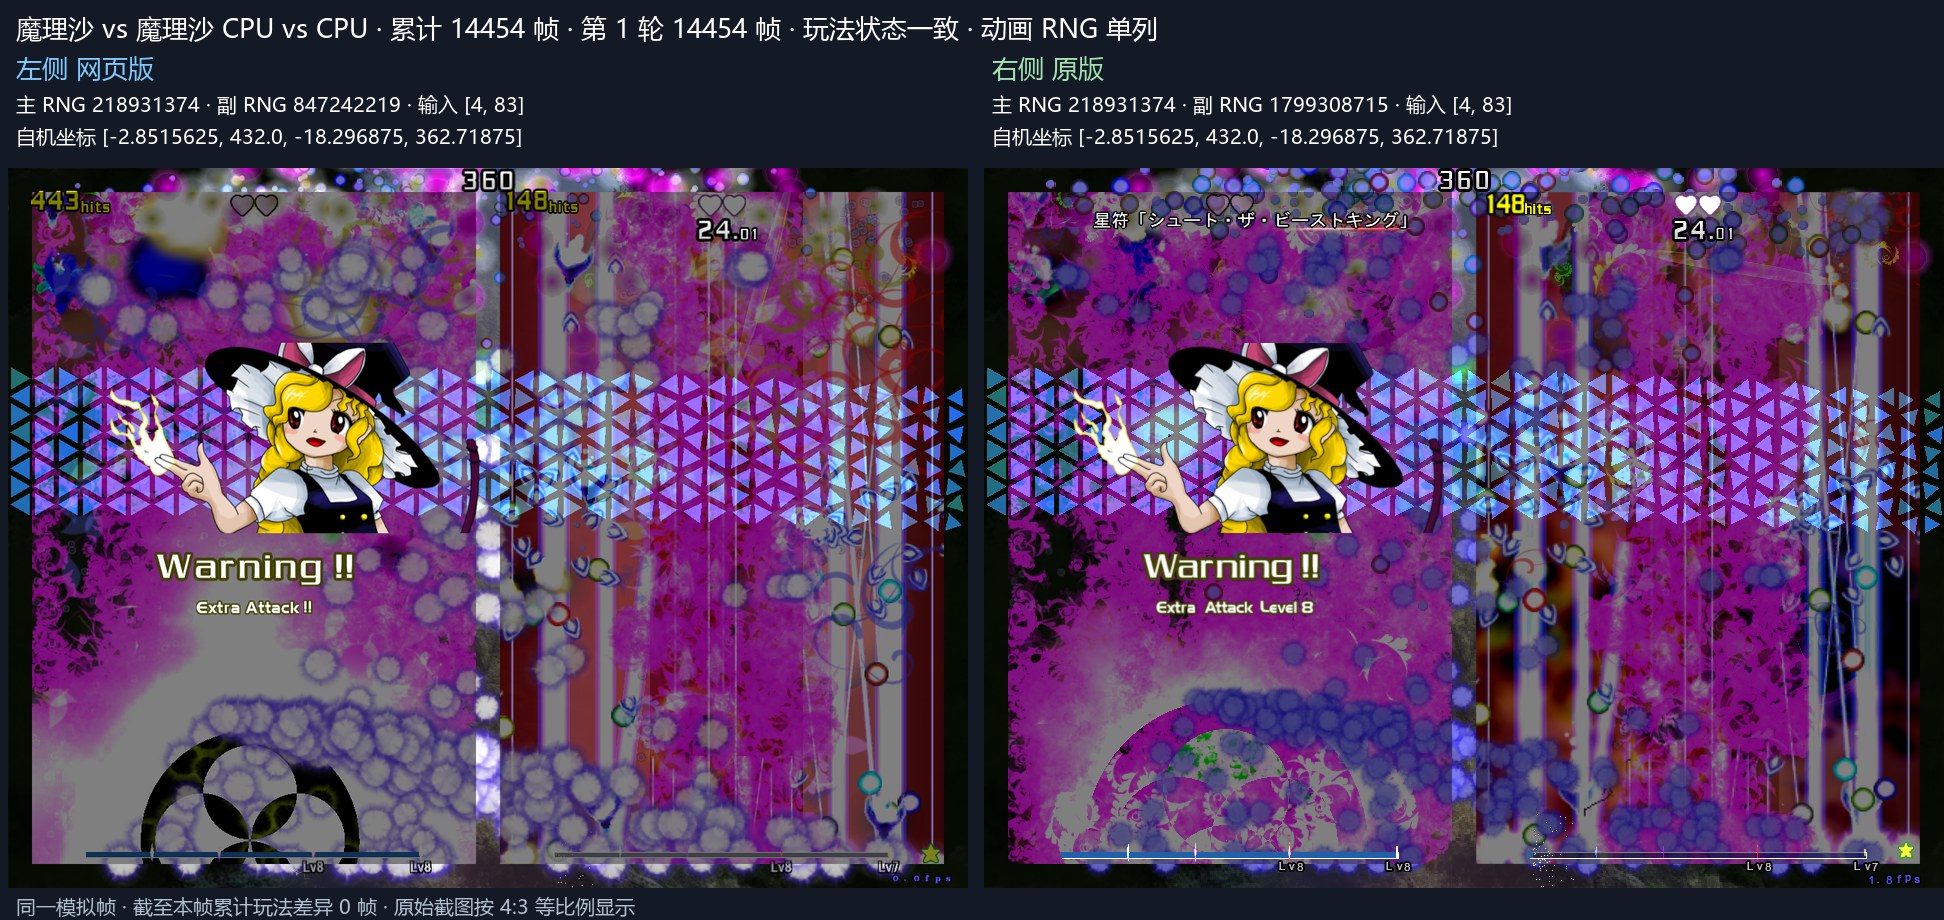 魔理沙 vs 魔理沙 CPU vs CPU · 累计 14454 帧 · 第 1 轮 14454 帧 · 玩法状态一致 · 动画 RNG 单列
左侧 网页版
主 RNG 218931374 · 副 RNG 847242219 · 输入 [4, 83]
自机坐标 [-2.8515625, 432.0, -18.296875, 362.71875]
右侧 原版
主 RNG 218931374 · 副 RNG 1799308715 · 输入 [4, 83]
自机坐标 [-2.8515625, 432.0, -18.296875, 362.71875]
360
443hits
148hits
24.01
Warning !!
Extra Attack !!
Lv8
Lv8
Lv8
Lv7
0.0fps
360
148hits
星符「シュート・ザ・ビーストキング」
24.01
Warning !!
Extra Attack Level 8
Lv8
Lv8
Lv8
Lv7
1.8fps
同一模拟帧 · 截至本帧累计玩法差异 0 帧 · 原始截图按 4:3 等比例显示